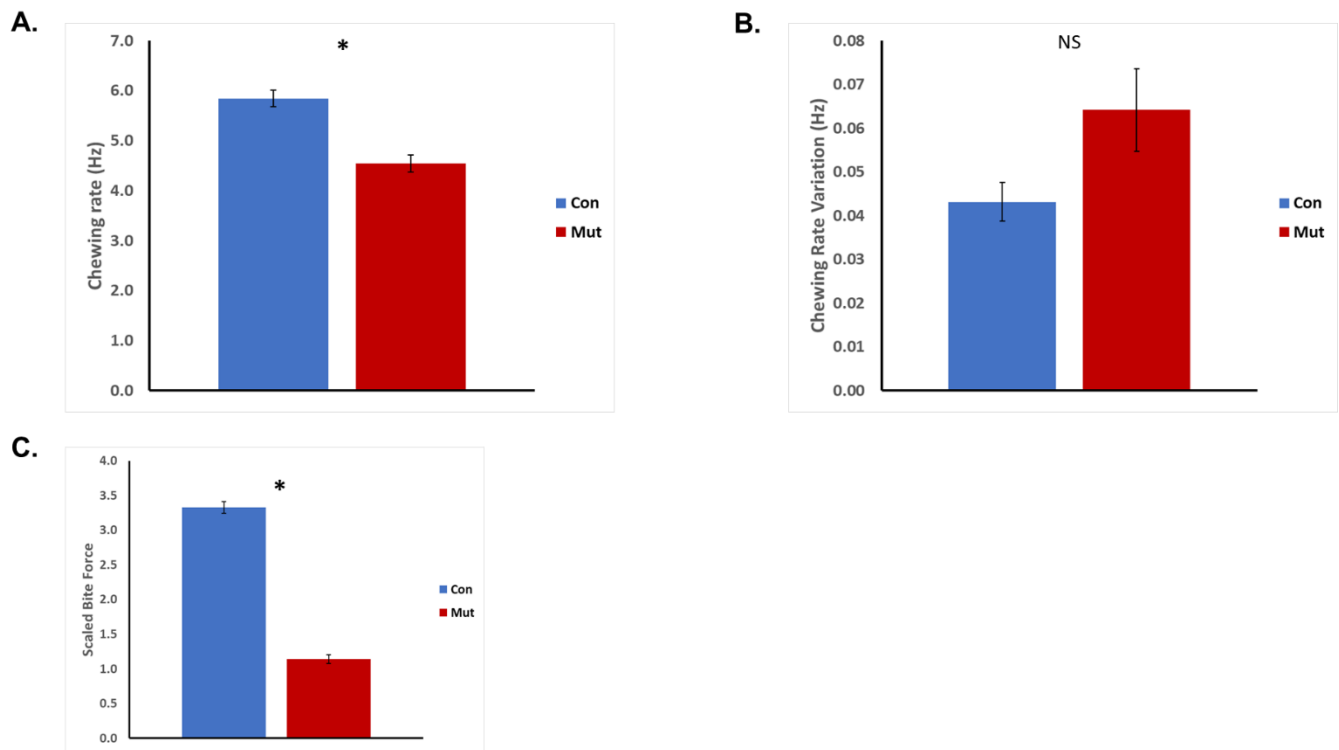 A.
*
7.0
6.0
5.0
4.0
3.0
2.0
1.0
0.0
Chewing rate (Hz)
Con
Mut
B.
NS
0.08
0.07
0.06
0.05
0.04
0.03
0.02
0.01
0.00
Chewing Rate Variation (Hz)
Con
Mut
C.
*
4.0
3.5
3.0
2.5
2.0
1.5
1.0
0.5
0.0
Scaled Bite Force
Con
Mut